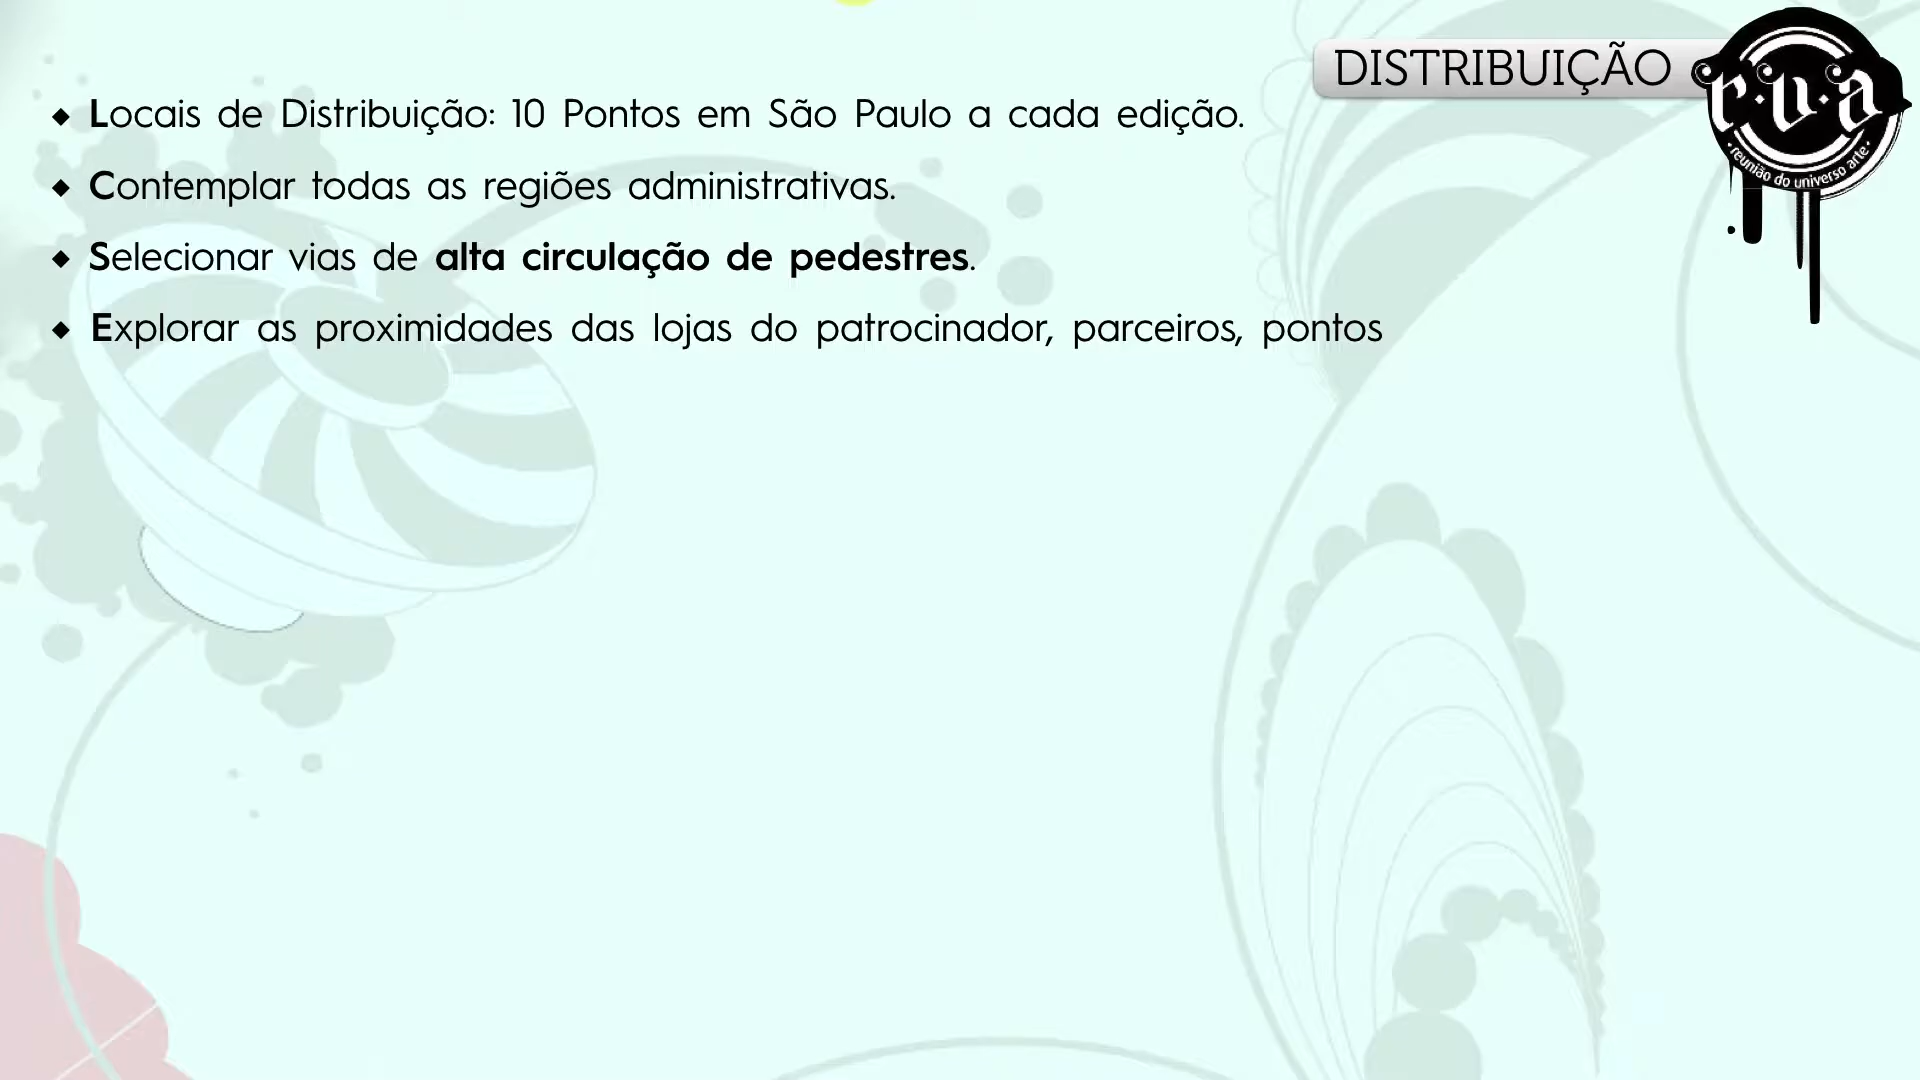 DISTRIBUIÇÃO
r.v.a
reunião do universo arte
Locais de Distribuição: 10 Pontos em São Paulo a cada edição.
Contemplar todas as regiões administrativas.
Selecionar vias de alta circulação de pedestres.
Explorar as proximidades das lojas do patrocinador, parceiros, pontos